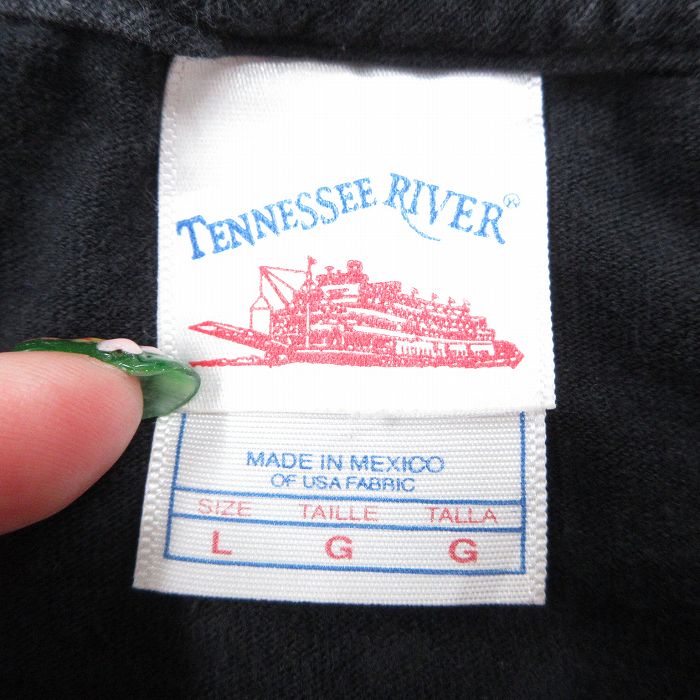 TENNESSEE RIVER®
MADE IN MEXICO
OF USA FABRIC
SIZE TAILLE TALLA
L G G